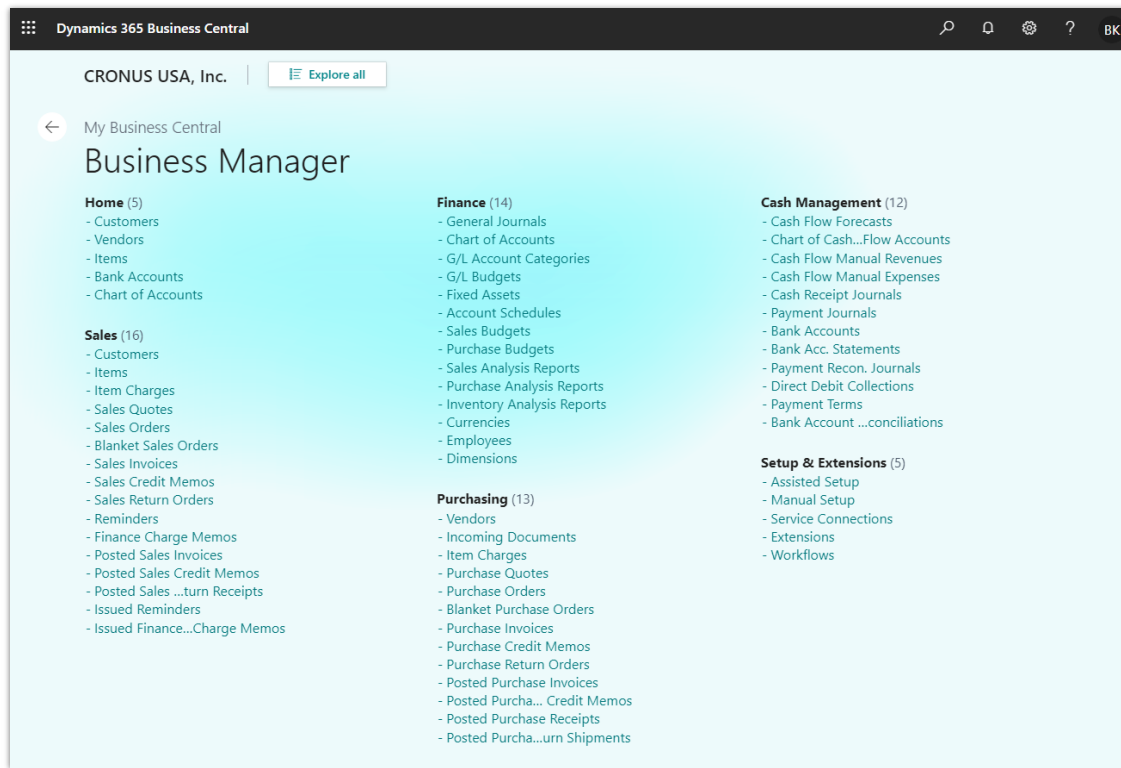 Dynamics 365 Business Central
?
BK
CRONUS USA, Inc.
Explore all
My Business Central
Business Manager
Home (5)
- Customers
- Vendors
- Items
- Bank Accounts
- Chart of Accounts
Sales (16)
- Customers
- Items
- Item Charges
- Sales Quotes
- Sales Orders
- Blanket Sales Orders
- Sales Invoices
- Sales Credit Memos
- Sales Return Orders
- Reminders
- Finance Charge Memos
- Posted Sales Invoices
- Posted Sales Credit Memos
- Posted Sales ...turn Receipts
- Issued Reminders
- Issued Finance...Charge Memos
Finance (14)
- General Journals
- Chart of Accounts
- G/L Account Categories
- G/L Budgets
- Fixed Assets
- Account Schedules
- Sales Budgets
- Purchase Budgets
- Sales Analysis Reports
- Purchase Analysis Reports
- Inventory Analysis Reports
- Currencies
- Employees
- Dimensions
Purchasing (13)
- Vendors
- Incoming Documents
- Item Charges
- Purchase Quotes
- Purchase Orders
- Blanket Purchase Orders
- Purchase Invoices
- Purchase Credit Memos
- Purchase Return Orders
- Posted Purchase Invoices
- Posted Purcha... Credit Memos
- Posted Purchase Receipts
- Posted Purcha...urn Shipments
Cash Management (12)
- Cash Flow Forecasts
- Chart of Cash...Flow Accounts
- Cash Flow Manual Revenues
- Cash Flow Manual Expenses
- Cash Receipt Journals
- Payment Journals
- Bank Accounts
- Bank Acc. Statements
- Payment Recon. Journals
- Direct Debit Collections
- Payment Terms
- Bank Account ...conciliations
Setup & Extensions (5)
- Assisted Setup
- Manual Setup
- Service Connections
- Extensions
- Workflows